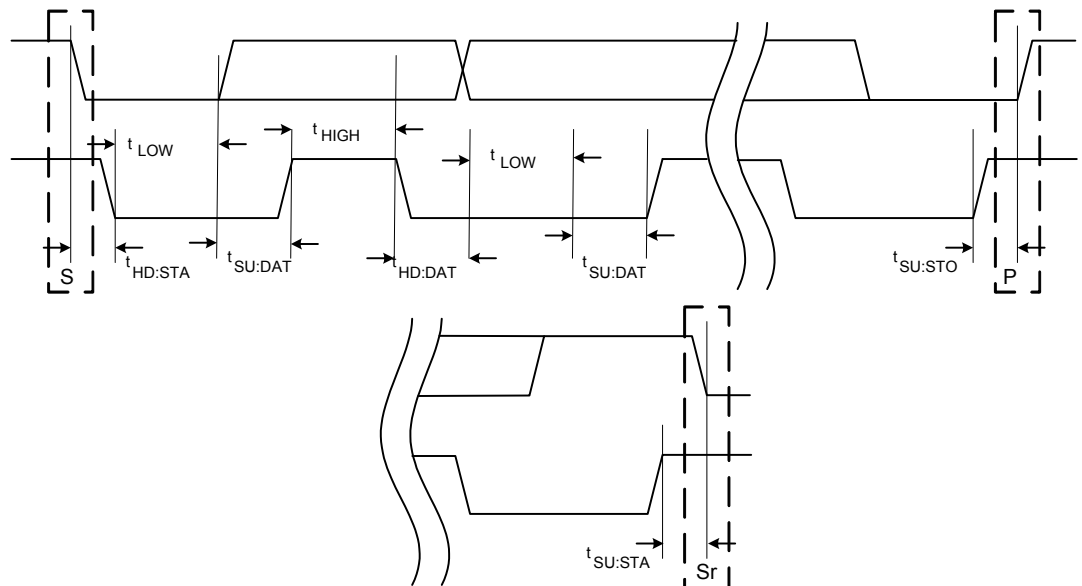 t LOW
t HIGH
t LOW
S
t HD:STA
t SU:DAT
t HD:DAT
t SU:DAT
t SU:STO
P
t SU:STA
Sr